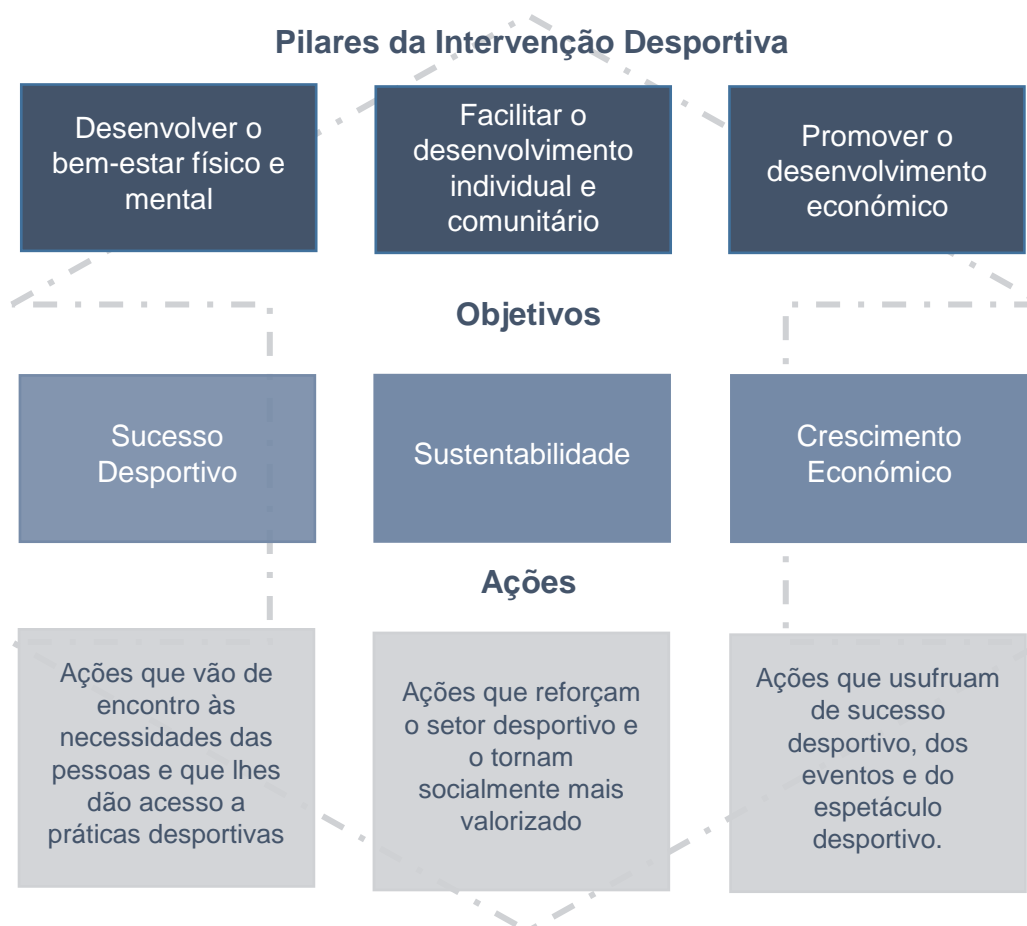 Pilares da Intervenção Desportiva
Desenvolver o
bem-estar físico e
mental
Facilitar o
desenvolvimento
individual e
comunitário
Promover o
desenvolvimento
económico
Objetivos
Sucesso
Desportivo
Sustentabilidade
Crescimento
Económico
Ações
Ações que vão de
encontro às
necessidades das
pessoas e que lhes
dão acesso a
práticas desportivas
Ações que reforçam
o setor desportivo e
o tornam
socialmente mais
valorizado
Ações que usufruam
de sucesso
desportivo, dos
eventos e do
espetáculo
desportivo.